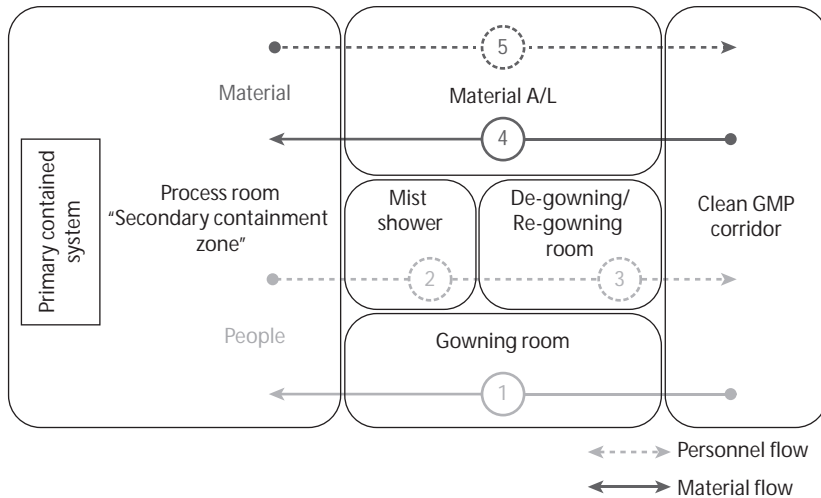 5
Material
Material A/L
4
Primary contained
system
Process room
“Secondary containment
zone”
Mist
shower
De-gowning/
Re-gowning
room
Clean GMP
corridor
2
3
People
Gowning room
1
Personnel flow
Material flow